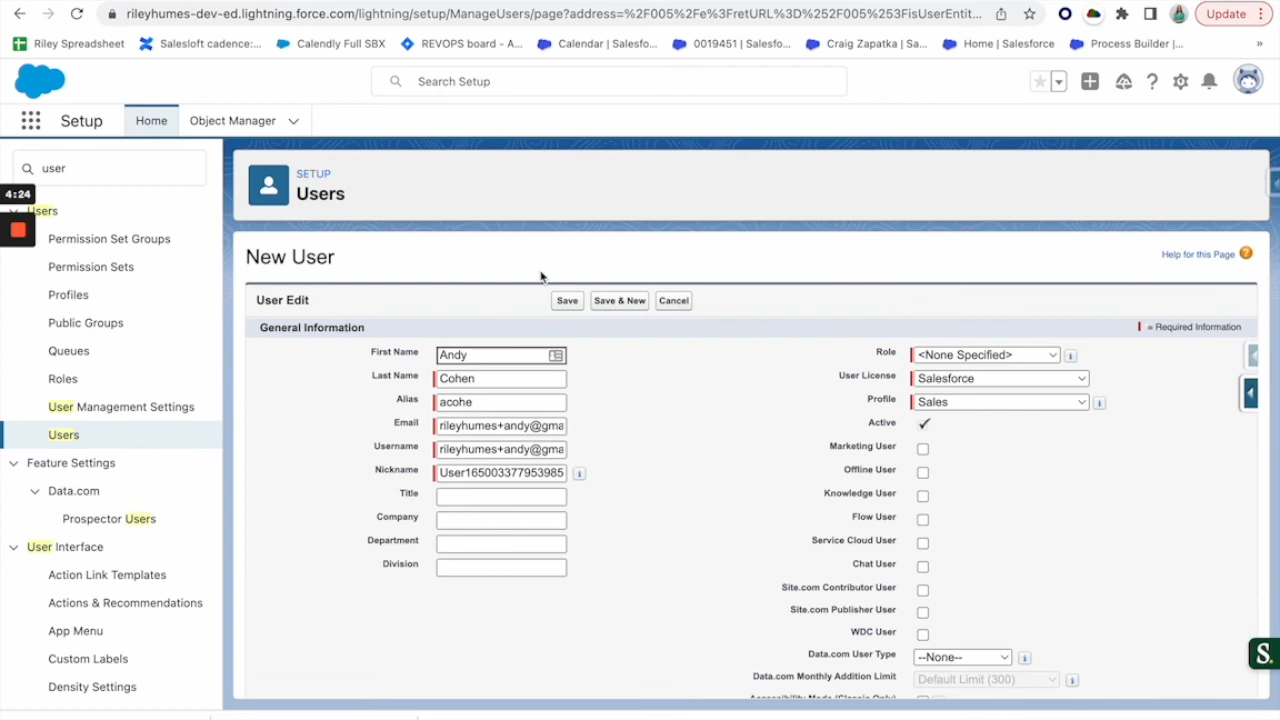 rileyhumes-dev-ed.lightning.force.com/lightning/setup/ManageUsers/page?address=%2F005%2Fe%3FretURL%3D%252F005%253FisUserEntit... Update
Riley Spreadsheet Salesloft cadence:... Calendly Full SBX REVOPS board - A... Calendar | Salesfo... 0019451 | Salesfo... Craig Zapatka | Sa... Home | Salesforce Process Builder |... »
Search Setup
Setup Home Object Manager
user
4:24
Users
Permission Set Groups
Permission Sets
Profiles
Public Groups
Queues
Roles
User Management Settings
Users
Feature Settings
Data.com
Prospector Users
User Interface
Action Link Templates
Actions & Recommendations
App Menu
Custom Labels
Density Settings
SETUP
Users
New User
Help for this Page ?
User Edit Save Save & New Cancel
General Information = Required Information
First Name Andy
Last Name Cohen
Alias acohe
Email rileyhumes+andy@gma
Username rileyhumes+andy@gma
Nickname User165003377953985 i
Title
Company
Department
Division
Role <None Specified> i
User License Salesforce
Profile Sales i
Active
Marketing User
Offline User
Knowledge User
Flow User
Service Cloud User
Chat User
Site.com Contributor User
Site.com Publisher User
WDC User
Data.com User Type --None-- i
Data.com Monthly Addition Limit Default Limit (300) i
Accessibility Mode (Classic Only)
S.